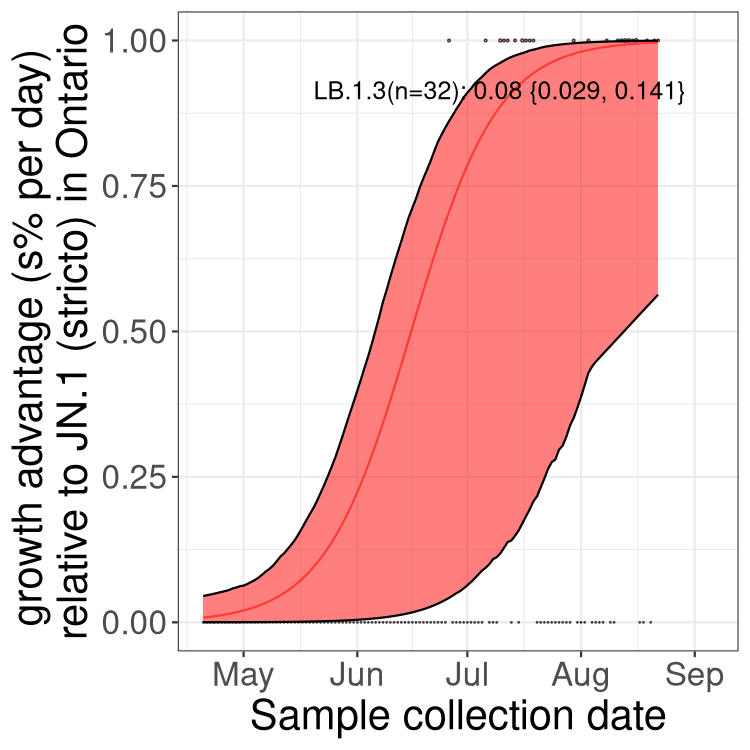 growth advantage (s% per day)
relative to JN.1 (stricto) in Ontario
1.00
0.75
0.50
0.25
0.00
LB.1.3(n=32): 0.08 {0.029, 0.141}
May Jun Jul Aug Sep
Sample collection date